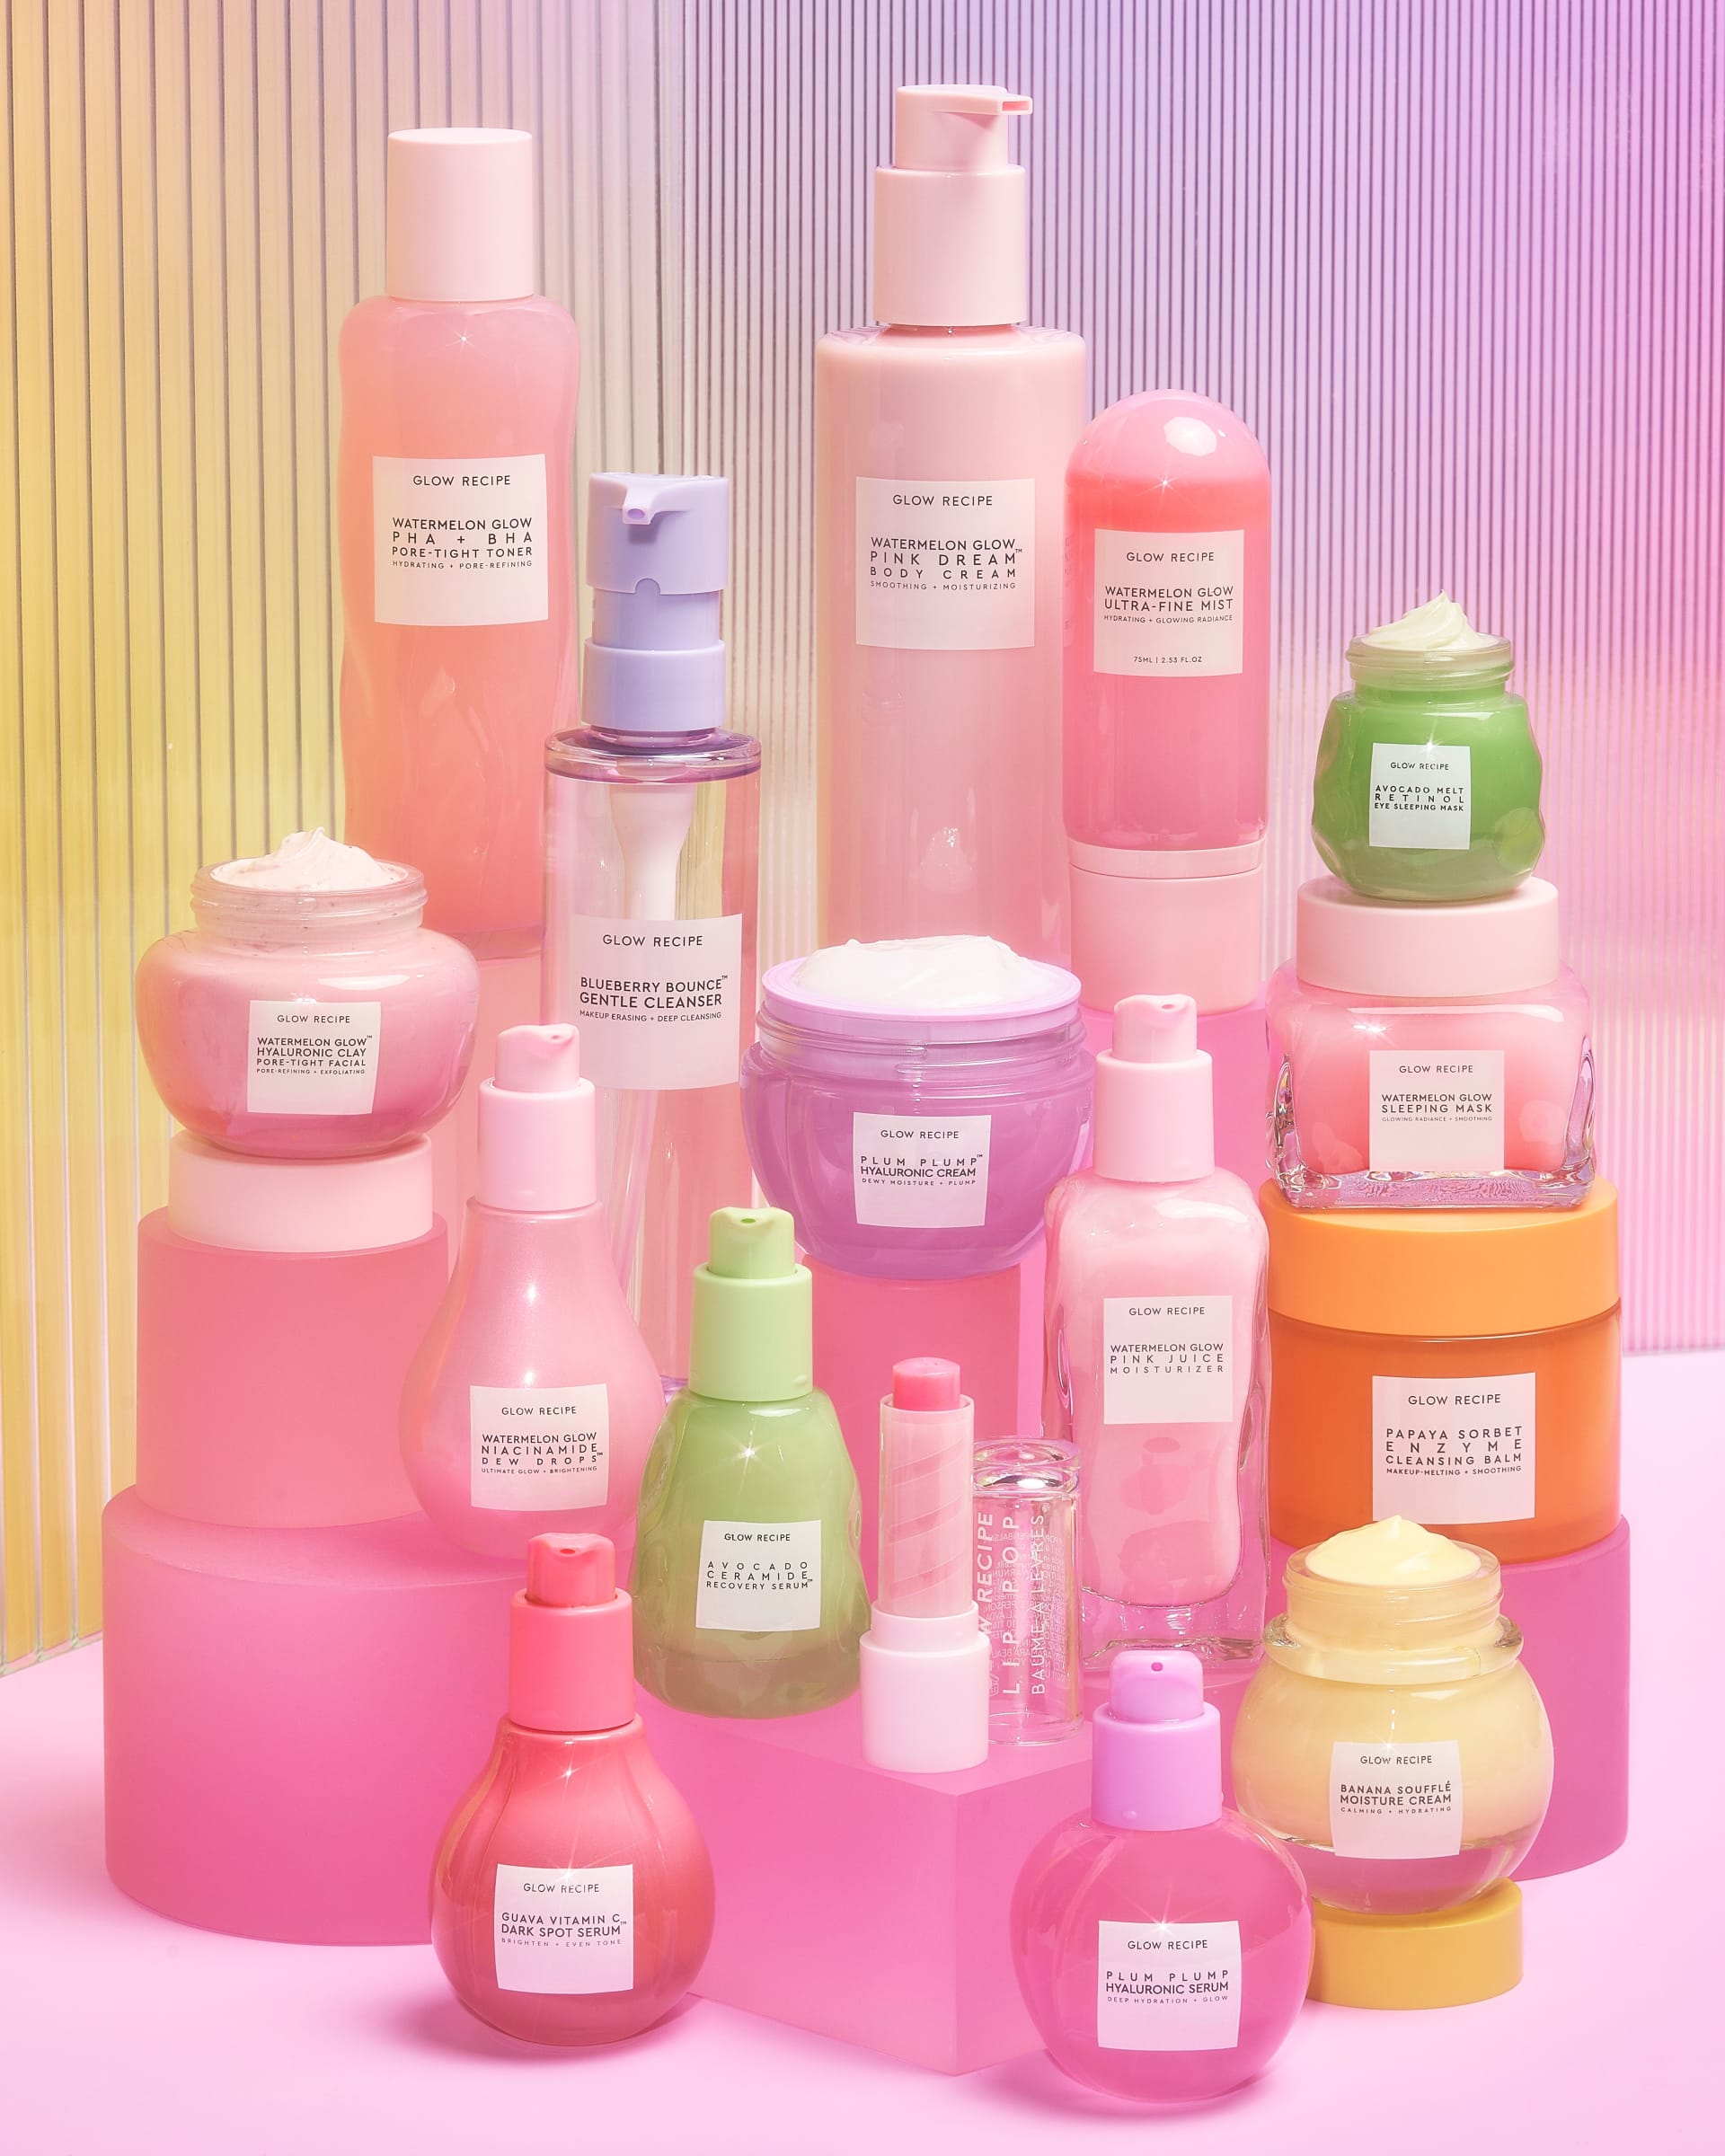 GLOW RECIPE
WATERMELON GLOW
PHA + BHA
PORE-TIGHT TONER
HYDRATING + PORE-REFINING
GLOW RECIPE
WATERMELON GLOW
PINK DREAM™
BODY CREAM
SMOOTHING + MOISTURIZING
GLOW RECIPE
WATERMELON GLOW
ULTRA-FINE MIST
HYDRATING + GLOWING RADIANCE
75ML | 2.53 FL.OZ
GLOW RECIPE
AVOCADO MELT
RETINOL
EYE SLEEPING MASK
GLOW RECIPE
BLUEBERRY BOUNCE™
GENTLE CLEANSER
MAKEUP ERASING + DEEP CLEANSING
GLOW RECIPE
WATERMELON GLOW™
HYALURONIC CLAY
PORE-TIGHT FACIAL
PORE-REFINING + EXFOLIATING
GLOW RECIPE
PLUM PLUMP™
HYALURONIC CREAM
DEWY MOISTURE + PLUMP
GLOW RECIPE
WATERMELON GLOW
SLEEPING MASK
GLOWING RADIANCE + SMOOTHING
GLOW RECIPE
WATERMELON GLOW
PINK JUICE
MOISTURIZER
GLOW RECIPE
WATERMELON GLOW
NIACINAMIDE
DEW DROPS™
ULTIMATE GLOW + BRIGHTENING
GLOW RECIPE
PAPAYA SORBET
ENZYME
CLEANSING BALM
MAKEUP-MELTING + SMOOTHING
GLOW RECIPE
AVOCADO
CERAMIDE
RECOVERY SERUM™
W RECIPE
LIP POP
BAUME À LÈVRES
GLOW RECIPE
BANANA SOUFFLÉ
MOISTURE CREAM
CALMING + HYDRATING
GLOW RECIPE
GUAVA VITAMIN C™
DARK SPOT SERUM
BRIGHTEN + EVEN TONE
GLOW RECIPE
PLUM PLUMP
HYALURONIC SERUM
DEEP HYDRATION + GLOW